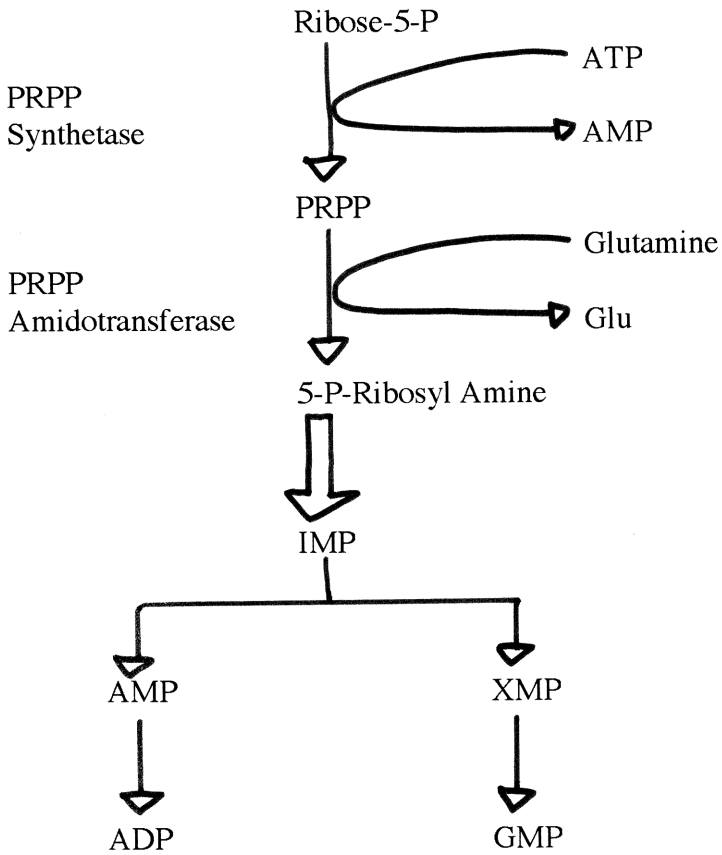 Ribose-5-P
ATP
PRPP
Synthetase
AMP
PRPP
Glutamine
PRPP
Amidotransferase
Glu
5-P-Ribosyl Amine
IMP
AMP
XMP
ADP
GMP